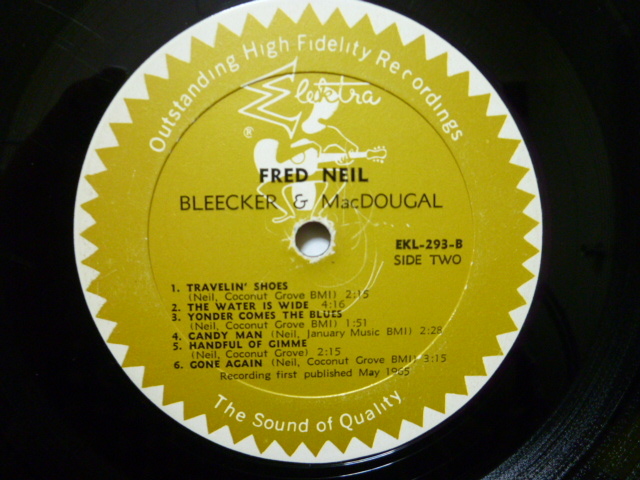 Outstanding High Fidelity Recordings
Elektra
®
FRED NEIL
BLEECKER & MacDOUGAL
EKL-293-B
SIDE TWO
1. TRAVELIN' SHOES
(Neil, Coconut Grove BMI) 2:15
2. THE WATER IS WIDE 4:16
3. YONDER COMES THE BLUES
(Neil, Coconut Grove BMI) 1:51
4. CANDY MAN (Neil, January Music BMI) 2:28
5. HANDFUL OF GIMME
(Neil, Coconut Grove) 2:15
6. GONE AGAIN (Neil, Coconut Grove BMI) 3:15
Recording first published May 1965
The Sound of Quality